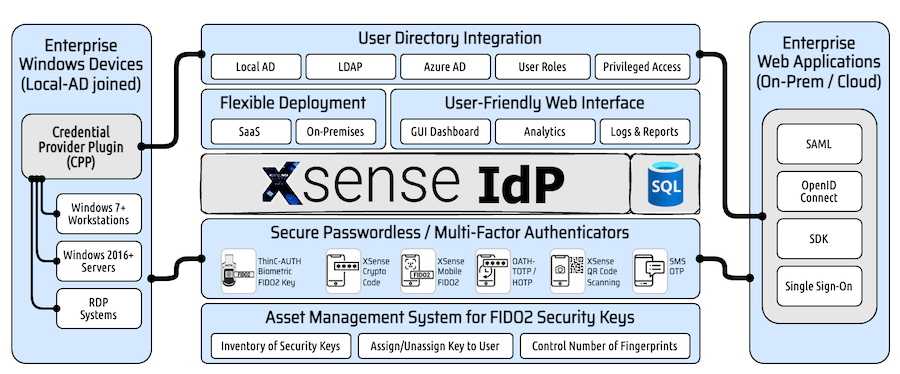 Enterprise
Windows Devices
(Local-AD joined)
Credential
Provider Plugin
(CPP)
Windows 7+
Workstations
Windows 2016+
Servers
RDP
Systems
User Directory Integration
Local AD
LDAP
Azure AD
User Roles
Privileged Access
Flexible Deployment
SaaS
On-Premises
User-Friendly Web Interface
GUI Dashboard
Analytics
Logs & Reports
Xsense IdP
SQL
Secure Passwordless / Multi-Factor Authenticators
FIDO2
ThinC-AUTH
Biometric
FIDO2 Key
XSense
Crypto
Code
FIDO2
XSense
Mobile
FIDO2
OATH-
TOTP /
HOTP
XSense
QR Code
Scanning
SMS
OTP
Asset Management System for FIDO2 Security Keys
Inventory of Security Keys
Assign/Unassign Key to User
Control Number of Fingerprints
Enterprise
Web Applications
(On-Prem / Cloud)
SAML
OpenID
Connect
SDK
Single Sign-On